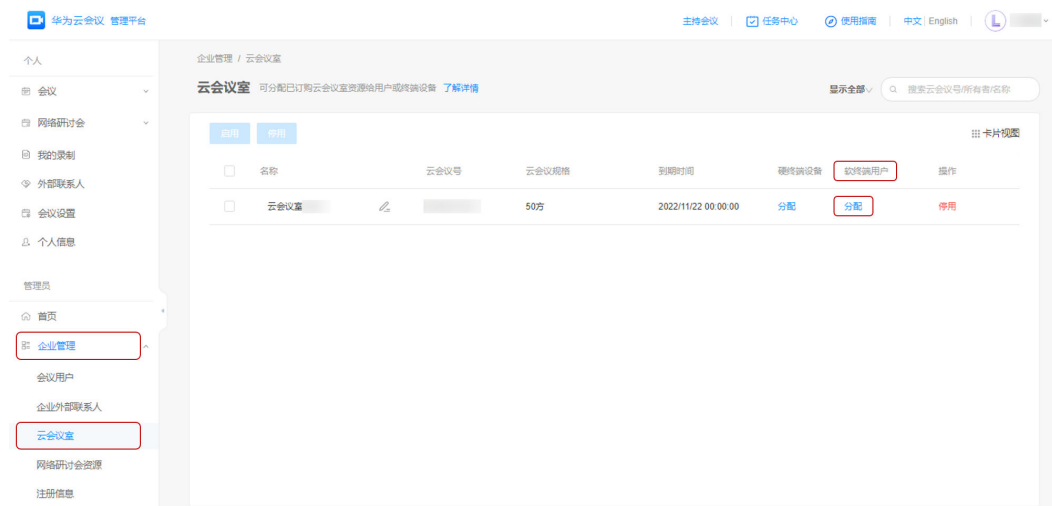 华为云会议 管理平台
主持会议 任务中心 使用指南 中文 | English
个人
会议
网络研讨会
我的录制
外部联系人
会议设置
个人信息
管理员
首页
企业管理
会议用户
企业外部联系人
云会议室
网络研讨会资源
注册信息
企业管理 / 云会议室
云会议室 可分配已订购云会议室资源给用户或终端设备 了解详情
显示全部 搜索云会议号/所有者/名称
启用 停用 卡片视图
名称 云会议号 云会议规格 到期时间 硬终端设备 软终端用户 操作
云会议室 50方 2022/11/22 00:00:00 分配 分配 停用